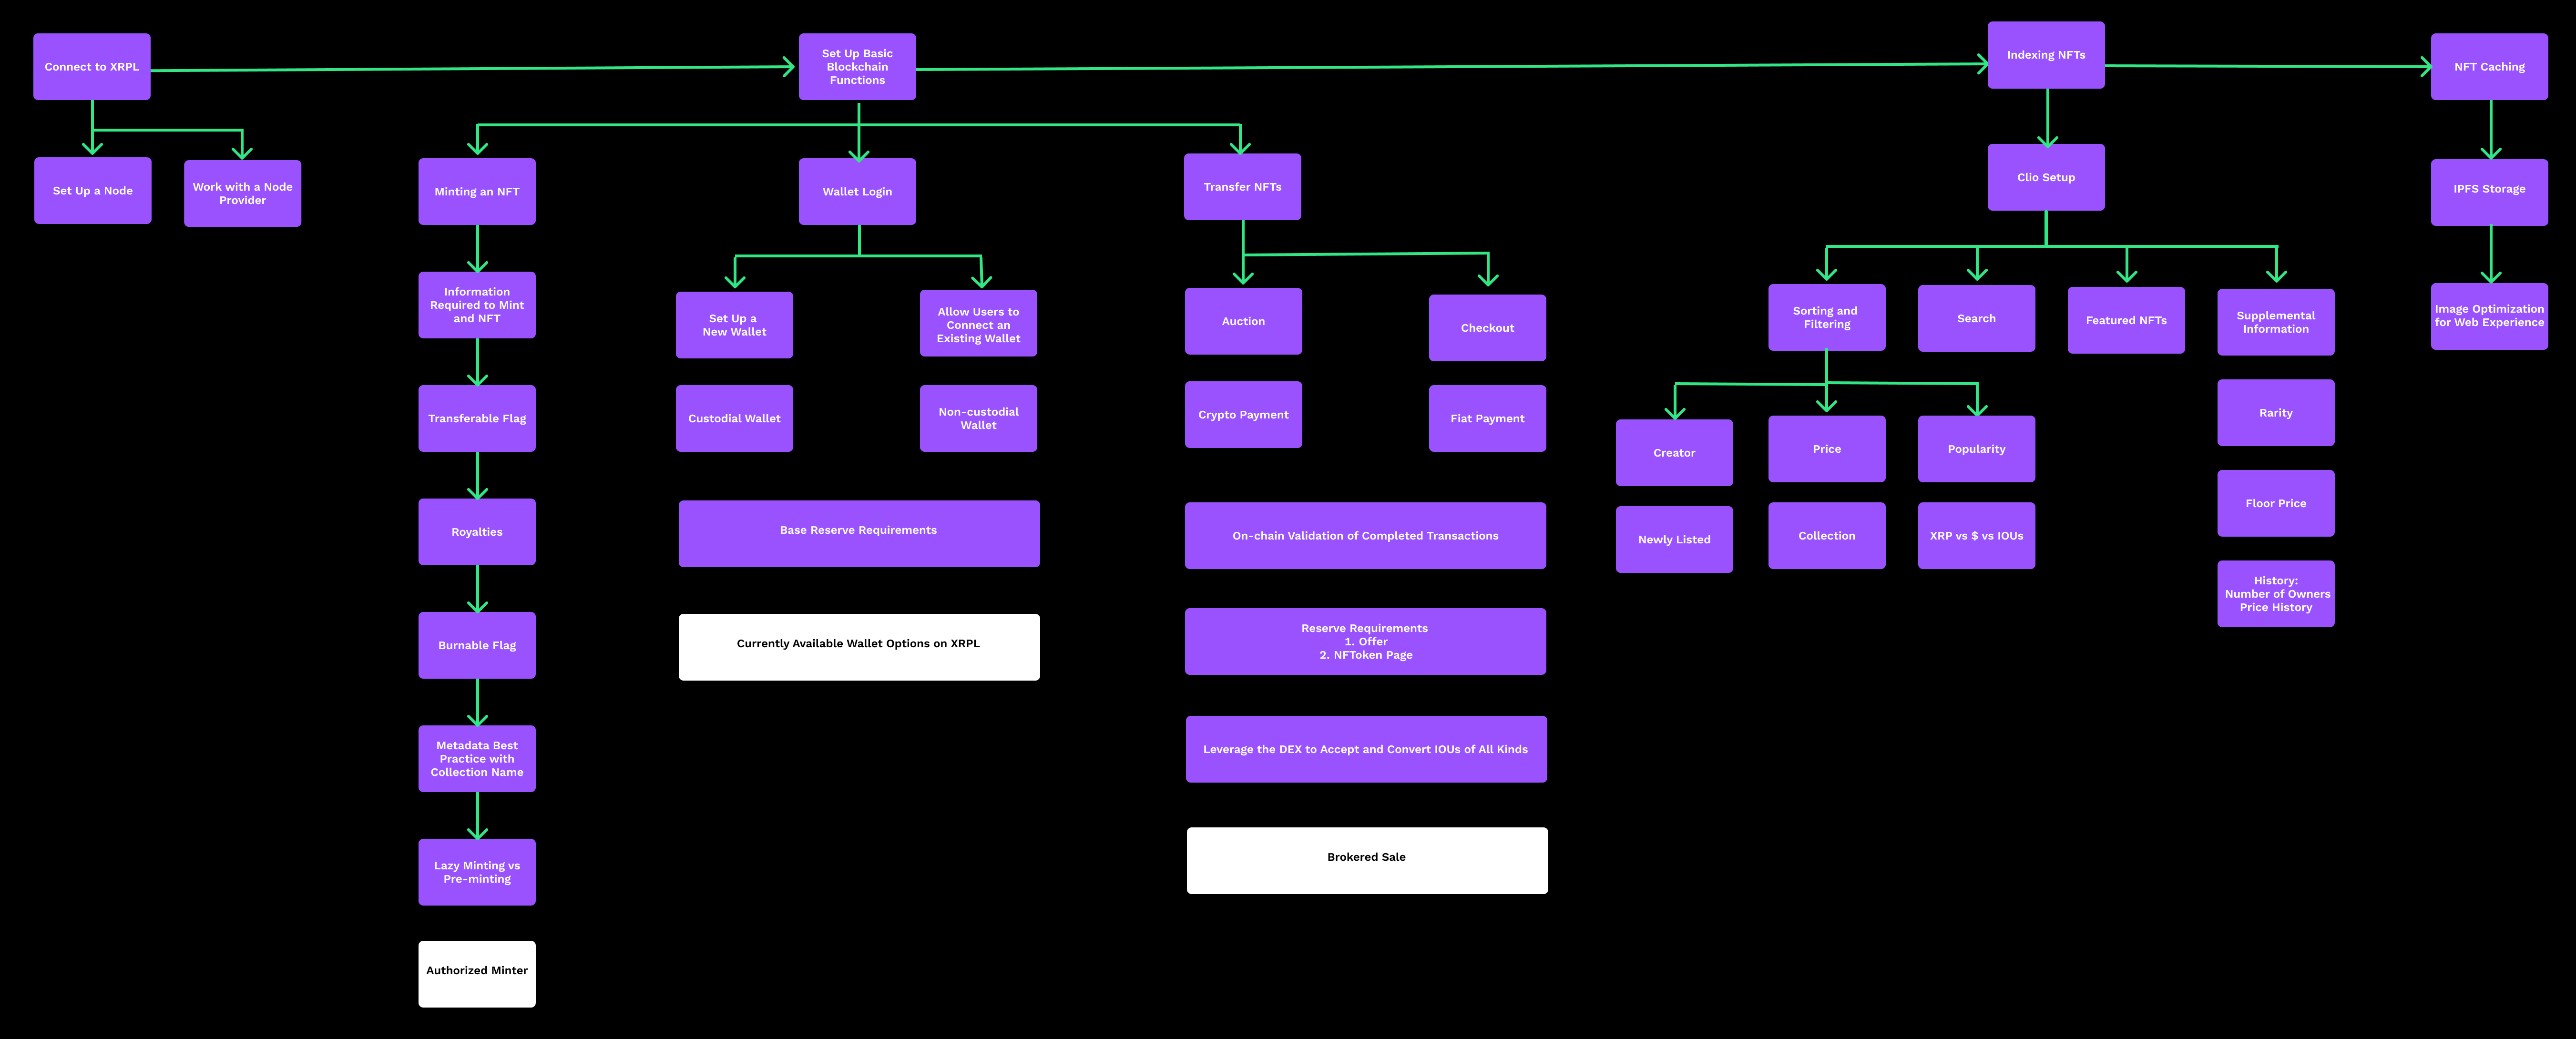 Connect to XRPL
Set Up a Node
Work with a Node
Provider
Set Up Basic
Blockchain
Functions
Minting an NFT
Information
Required to Mint
and NFT
Transferable Flag
Royalties
Burnable Flag
Metadata Best
Practice with
Collection Name
Lazy Minting vs
Pre-minting
Authorized Minter
Wallet Login
Set Up a
New Wallet
Allow Users to
Connect an
Existing Wallet
Custodial Wallet
Non-custodial
Wallet
Base Reserve Requirements
Currently Available Wallet Options on XRPL
Transfer NFTs
Auction
Checkout
Crypto Payment
Fiat Payment
On-chain Validation of Completed Transactions
Reserve Requirements
1. Offer
2. NFToken Page
Leverage the DEX to Accept and Convert IOUs of All Kinds
Brokered Sale
Indexing NFTs
Clio Setup
Sorting and
Filtering
Search
Featured NFTs
Supplemental
Information
Creator
Price
Popularity
Newly Listed
Collection
XRP vs $ vs IOUs
Rarity
Floor Price
History:
Number of Owners
Price History
NFT Caching
IPFS Storage
Image Optimization
for Web Experience